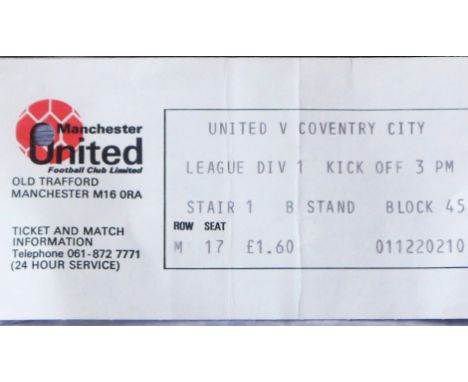 Manchester
United
Football Club Limited
OLD TRAFFORD
MANCHESTER M16 0RA
TICKET AND MATCH
INFORMATION
Telephone 061-872 7771
(24 HOUR SERVICE)
UNITED V COVENTRY CITY
LEAGUE DIV 1 KICK OFF 3 PM
STAIR 1 B STAND BLOCK 45
ROW SEAT
M 17 £1.60 011220210